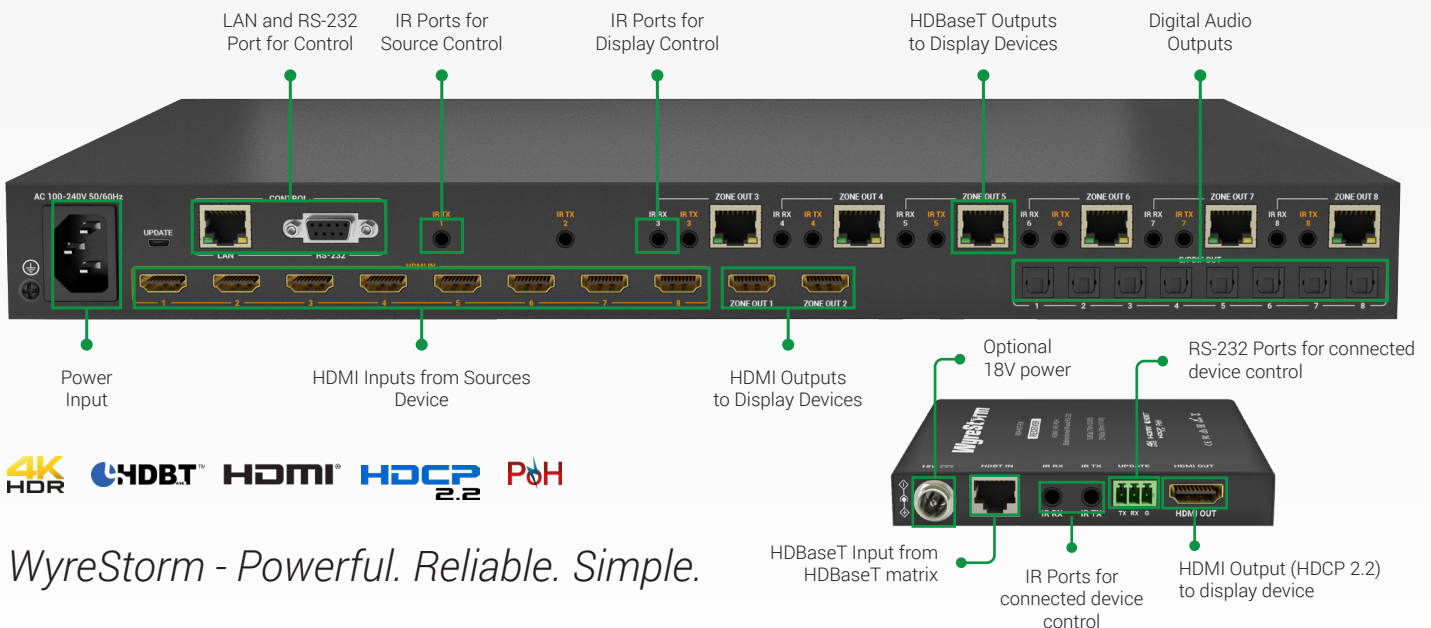 LAN and RS-232
Port for Control
IR Ports for
Source Control
IR Ports for
Display Control
HDBaseT Outputs
to Display Devices
Digital Audio
Outputs
AC 100-240V 50/60Hz
UPDATE
CONTROL
LAN
RS-232
IR TX
1
IR TX
2
ZONE OUT 3
IR RX
3
IR TX
3
ZONE OUT 4
IR RX
4
IR TX
4
ZONE OUT 5
IR RX
5
IR TX
5
ZONE OUT 6
IR RX
6
IR TX
6
ZONE OUT 7
IR RX
7
IR TX
7
ZONE OUT 8
IR RX
8
IR TX
8
HDMI IN
1 2 3 4 5 6 7 8
ZONE OUT 1
ZONE OUT 2
S/PDIF OUT
1 2 3 4 5 6 7 8
Power
Input
HDMI Inputs from Sources
Device
HDMI Outputs
to Display Devices
Optional
18V power
RS-232 Ports for connected
device control
WyreStorm
RECEIVER
18V
HDBT IN
IR RX
IR TX
UPDATE
HDMI OUT
IR RX
IR TX
TX RX G
HDMI OUT
HDBaseT Input from
HDBaseT matrix
IR Ports for
connected device
control
HDMI Output (HDCP 2.2)
to display device
4K
HDR
HDBT™
HDMI®
HDCP
2.2
PoH
WyreStorm - Powerful. Reliable. Simple.